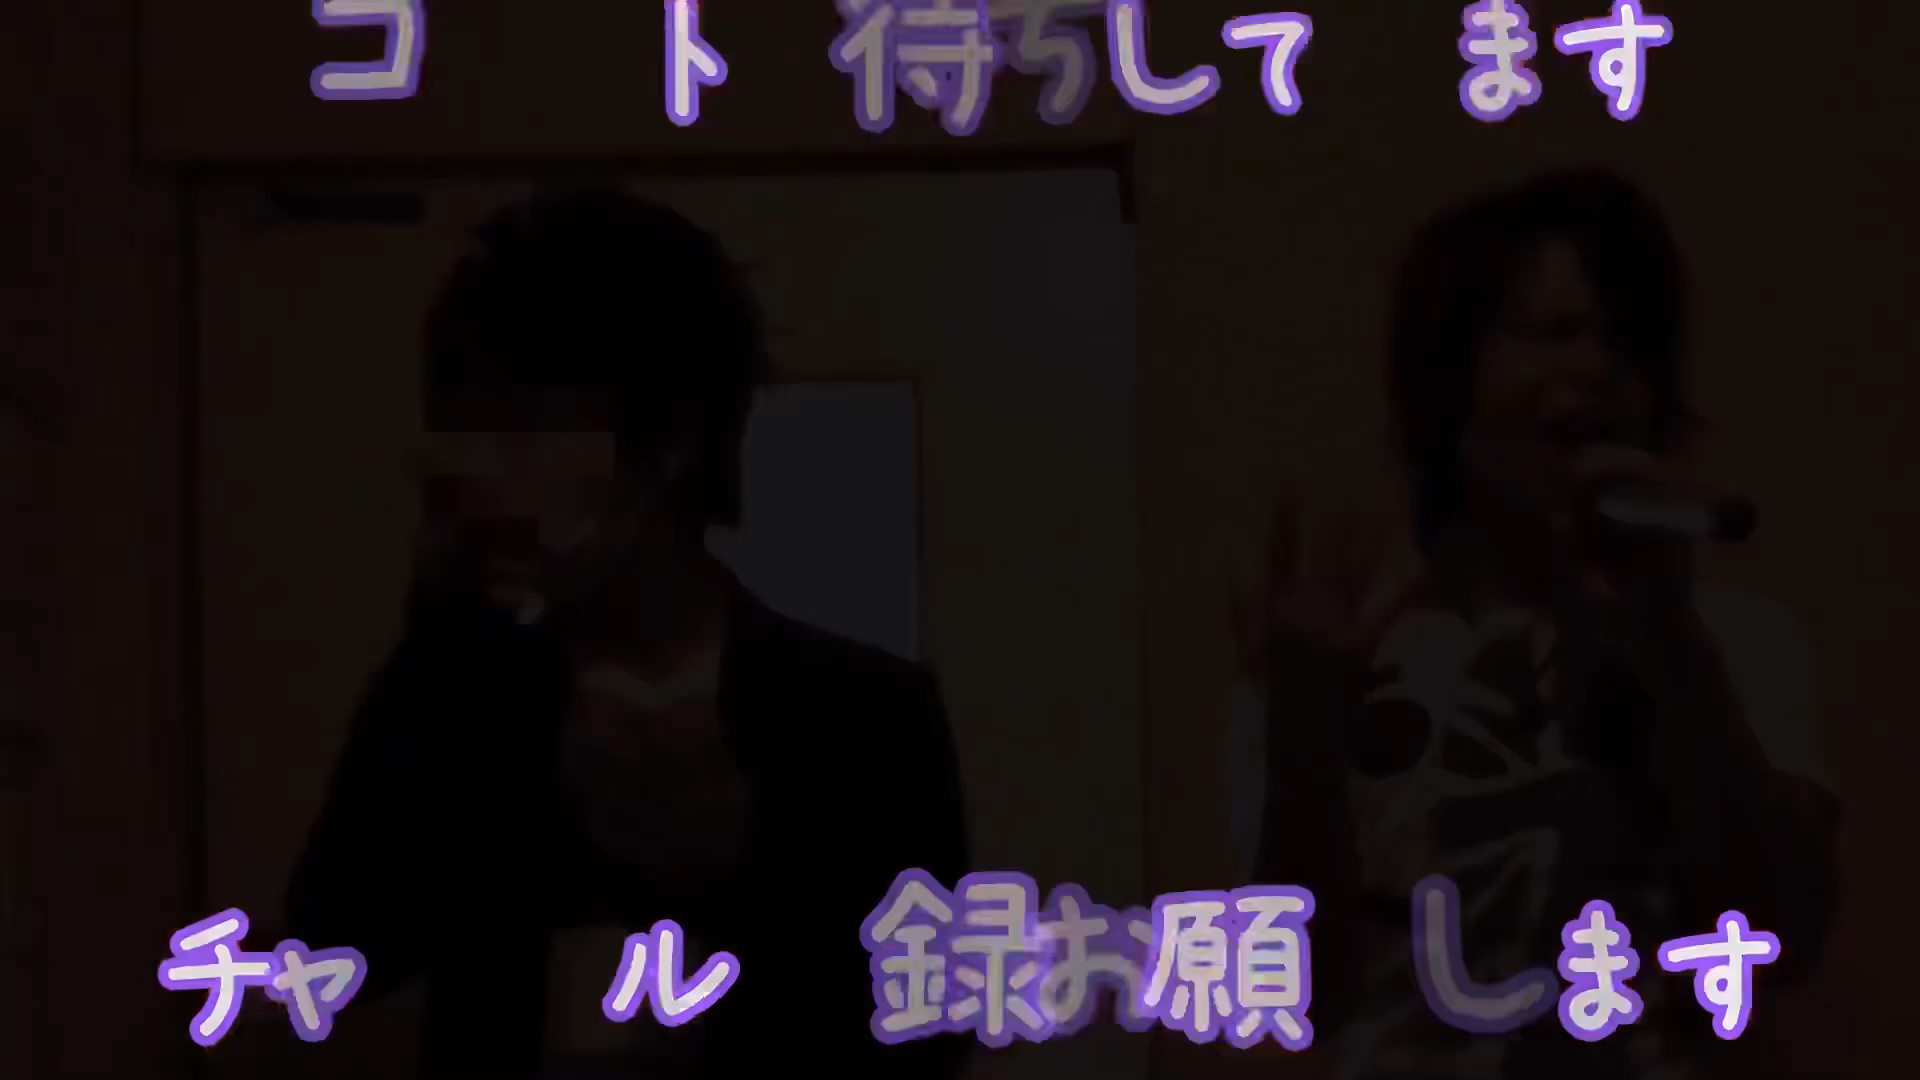 コ ト 待ちして ます
チャ ル 録お願 します